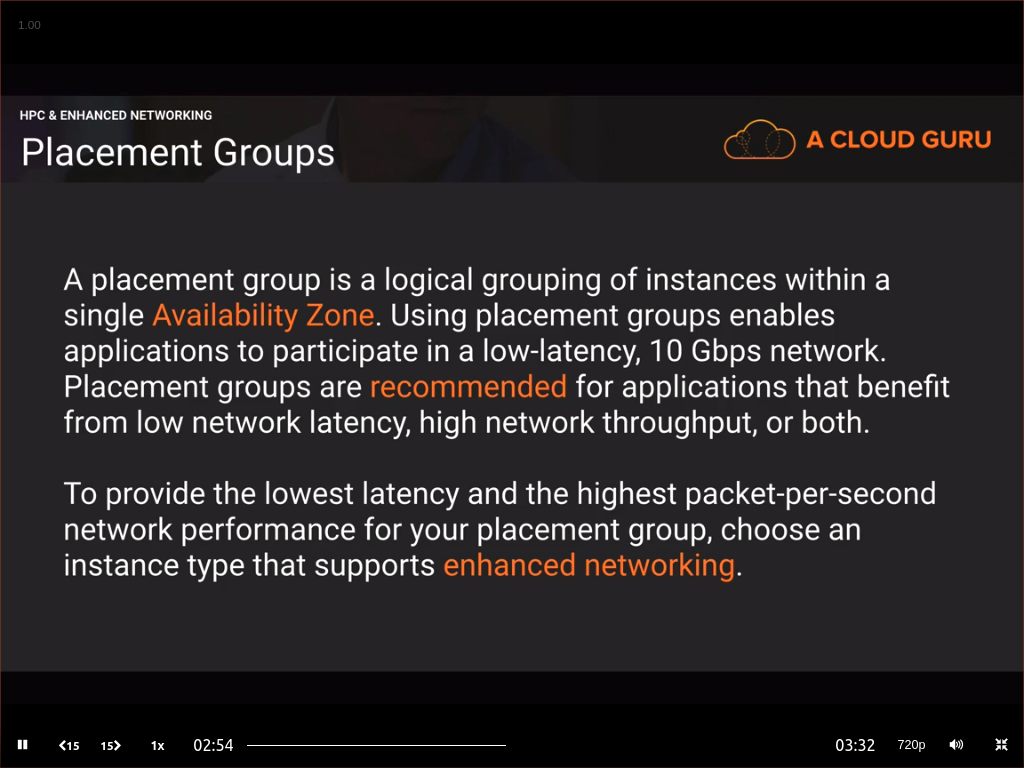 1.00
HPC & ENHANCED NETWORKING
Placement Groups
A CLOUD GURU
A placement group is a logical grouping of instances within a
single Availability Zone. Using placement groups enables
applications to participate in a low-latency, 10 Gbps network.
Placement groups are recommended for applications that benefit
from low network latency, high network throughput, or both.
To provide the lowest latency and the highest packet-per-second
network performance for your placement group, choose an
instance type that supports enhanced networking.
15 15 1x 02:54 03:32 720p